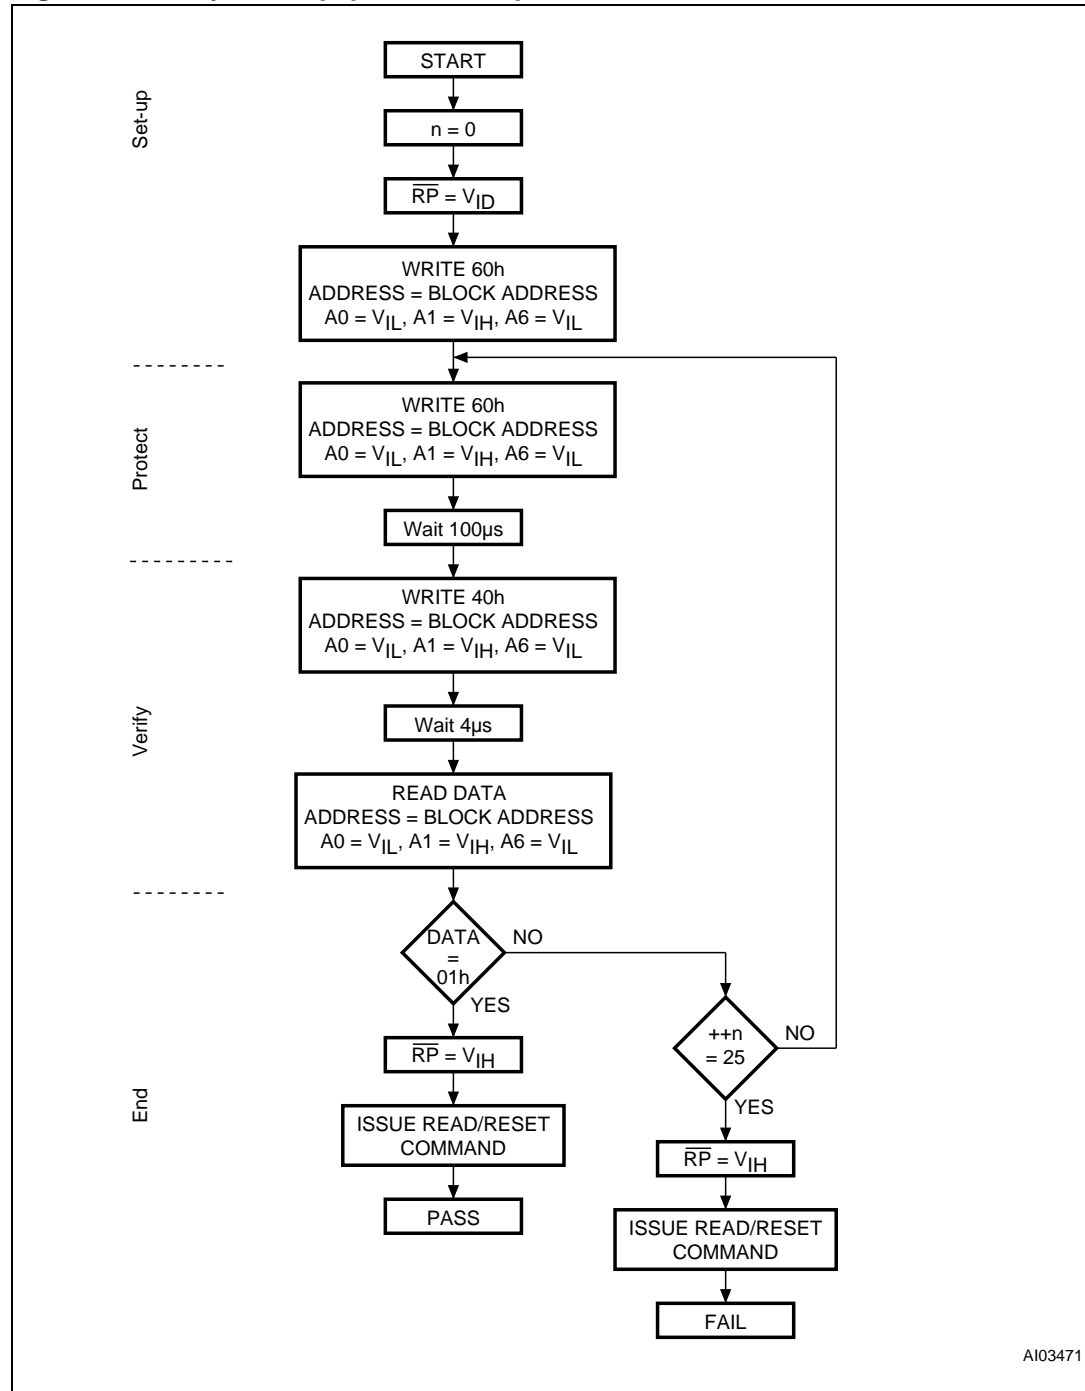 START
Set-up
n = 0
RP = VID
WRITE 60h
ADDRESS = BLOCK ADDRESS
A0 = VIL, A1 = VIH, A6 = VIL
Protect
WRITE 60h
ADDRESS = BLOCK ADDRESS
A0 = VIL, A1 = VIH, A6 = VIL
Wait 100µs
Verify
WRITE 40h
ADDRESS = BLOCK ADDRESS
A0 = VIL, A1 = VIH, A6 = VIL
Wait 4µs
READ DATA
ADDRESS = BLOCK ADDRESS
A0 = VIL, A1 = VIH, A6 = VIL
End
DATA
=
01h
NO
YES
++n
= 25
NO
YES
RP = VIH
ISSUE READ/RESET
COMMAND
PASS
RP = VIH
ISSUE READ/RESET
COMMAND
FAIL
AI03471